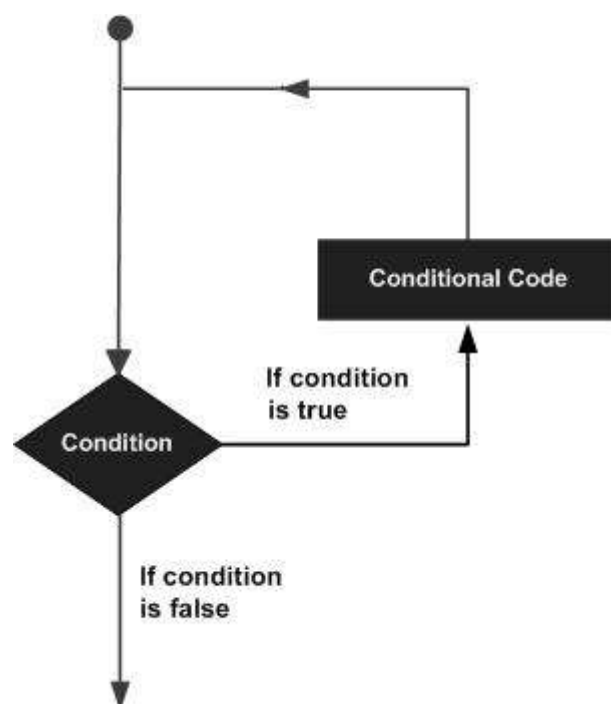 Conditional Code
If condition
is true
Condition
If condition
is false